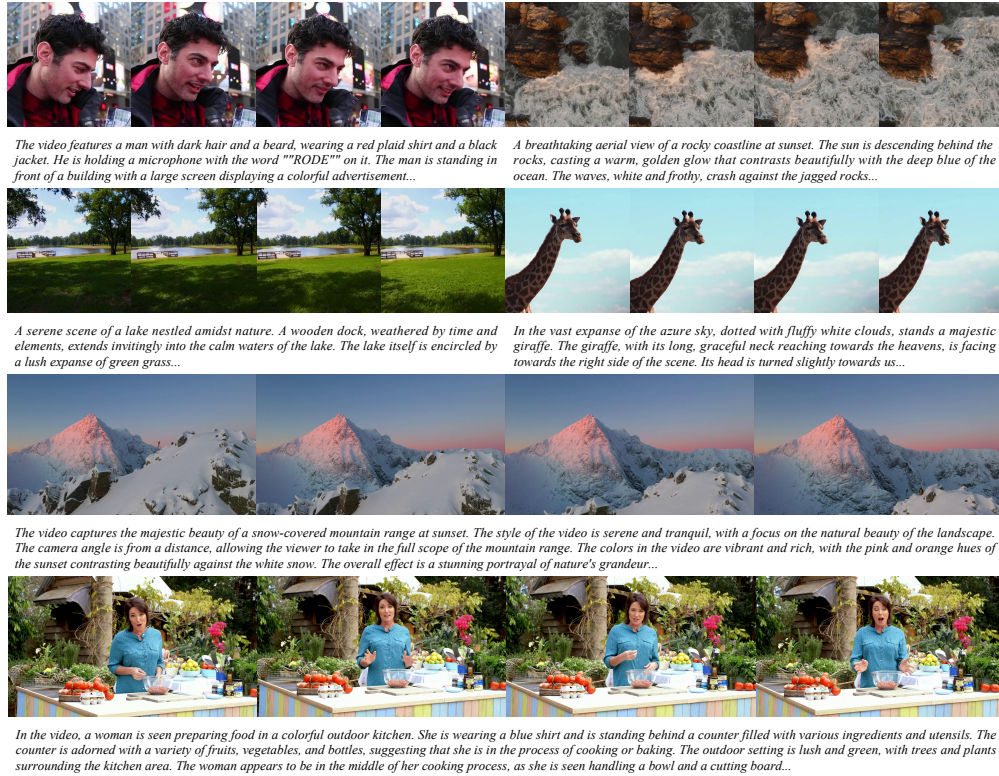 The video features a man with dark hair and a beard, wearing a red plaid shirt and a black
jacket. He is holding a microphone with the word ""RODE"" on it. The man is standing in
front of a building with a large screen displaying a colorful advertisement...
A breathtaking aerial view of a rocky coastline at sunset. The sun is descending behind the
rocks, casting a warm, golden glow that contrasts beautifully with the deep blue of the
ocean. The waves, white and frothy, crash against the jagged rocks...
A serene scene of a lake nestled amidst nature. A wooden dock, weathered by time and
elements, extends invitingly into the calm waters of the lake. The lake itself is encircled by
a lush expanse of green grass...
In the vast expanse of the azure sky, dotted with fluffy white clouds, stands a majestic
giraffe. The giraffe, with its long, graceful neck reaching towards the heavens, is facing
towards the right side of the scene. Its head is turned slightly towards us...
The video captures the majestic beauty of a snow-covered mountain range at sunset. The style of the video is serene and tranquil, with a focus on the natural beauty of the landscape.
The camera angle is from a distance, allowing the viewer to take in the full scope of the mountain range. The colors in the video are vibrant and rich, with the pink and orange hues of
the sunset contrasting beautifully against the white snow. The overall effect is a stunning portrayal of nature's grandeur...
In the video, a woman is seen preparing food in a colorful outdoor kitchen. She is wearing a blue shirt and is standing behind a counter filled with various ingredients and utensils. The
counter is adorned with a variety of fruits, vegetables, and bottles, suggesting that she is in the process of cooking or baking. The outdoor setting is lush and green, with trees and plants
surrounding the kitchen area. The woman appears to be in the middle of her cooking process, as she is seen handling a bowl and a cutting board...